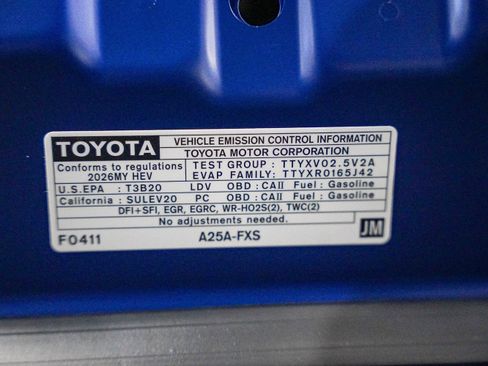 TOYOTA
VEHICLE EMISSION CONTROL INFORMATION
TOYOTA MOTOR CORPORATION
Conforms to regulations
2026MY HEV
TEST GROUP : TTYXV02.5V2A
EVAP FAMILY: TTYXR0165J42
U.S.EPA : T3B20 LDV OBD : CAII Fuel : Gasoline
California : SULEV20 PC OBD : CAII Fuel : Gasoline
DFI+SFI, EGR, EGRC, WR-HO2S(2), TWC(2)
No adjustments needed.
F0411 A25A-FXS JM